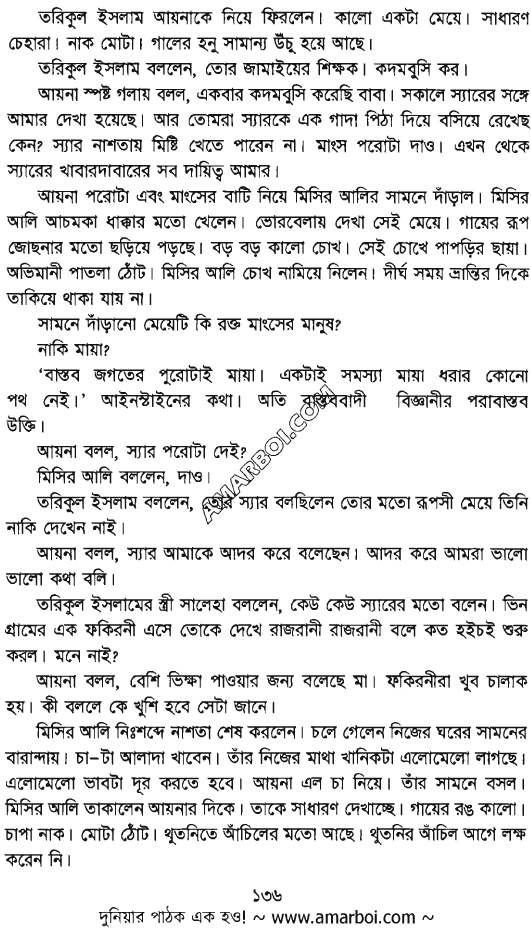 তরিকুল ইসলাম আয়নাকে নিয়ে ফিরলেন। কালো একটা মেয়ে। সাধারণ
চেহারা। নাক মোটা। গালের হনু সামান্য উঁচু হয়ে আছে।
তরিকুল ইসলাম বললেন, তোর জামাইয়ের শিক্ষক। কদমবুসি কর।
আয়না স্পষ্ট গলায় বলল, একবার কদমবুসি করেছি বাবা। সকালে স্যারের সঙ্গে
আমার দেখা হয়েছে। আর তোমরা স্যারকে এক গাদা পিঠা দিয়ে বসিয়ে রেখেছ
কেন? স্যার নাশতায় মিষ্টি খেতে পারেন না। মাংস পরোটা দাও। এখন থেকে
স্যারের খাবারদাবারের সব দায়িত্ব আমার।
আয়না পরোটা এবং মাংসের বাটি নিয়ে মিসির আলির সামনে দাঁড়াল। মিসির
আলি আচমকা ধাক্কার মতো খেলেন। ভোরবেলায় দেখা সেই মেয়ে। গায়ের রূপ
জোছনার মতো ছড়িয়ে পড়ছে। বড় বড় কালো চোখ। সেই চোখে পাপড়ির ছায়া।
অভিমানী পাতলা ঠোঁট। মিসির আলি চোখ নামিয়ে নিলেন। দীর্ঘ সময় ভ্রান্তির দিকে
তাকিয়ে থাকা যায় না।
সামনে দাঁড়ানো মেয়েটি কি রক্ত মাংসের মানুষ?
নাকি মায়া?
‘বাস্তব জগতের পুরোটাই মায়া। একটাই সমস্যা মায়া ধরার কোনো
পথ নেই।’ আইনস্টাইনের কথা। অতি বাস্তববাদী বিজ্ঞানীর পরাবাস্তব
উক্তি।
আয়না বলল, স্যার পরোটা দেই?
মিসির আলি বললেন, দাও।
তরিকুল ইসলাম বললেন, তোর স্যার বলছিলেন তোর মতো রূপসী মেয়ে তিনি
নাকি দেখেন নাই।
আয়না বলল, স্যার আমাকে আদর করে বলেছেন। আদর করে আমরা ভালো
ভালো কথা বলি।
তরিকুল ইসলামের স্ত্রী সালেহা বললেন, কেউ কেউ স্যারের মতো বলেন। ভিন
গ্রামের এক ফকিরনী এসে তোকে দেখে রাজরানী রাজরানী বলে কত হইচই শুরু
করল। মনে নাই?
আয়না বলল, বেশি ভিক্ষা পাওয়ার জন্য বলেছে মা। ফকিরনীরা খুব চালাক
হয়। কী বললে কে খুশি হবে সেটা জানে।
মিসির আলি নিঃশব্দে নাশতা শেষ করলেন। চলে গেলেন নিজের ঘরের সামনের
বারান্দায়। চা-টা আলাদা খাবেন। তাঁর নিজের মাথা খানিকটা এলোমেলো লাগছে।
এলোমেলো ভাবটা দূর করতে হবে। আয়না এল চা নিয়ে। তাঁর সামনে বসল।
মিসির আলি তাকালেন আয়নার দিকে। তাকে সাধারণ দেখাচ্ছে। গায়ের রঙ কালো।
চাপা নাক। মোটা ঠোঁট। থুতনিতে আঁচিলের মতো আছে। থুতনির আঁচিল আগে লক্ষ
করেন নি।
AMARBOI.COM
১৩৬
দুনিয়ার পাঠক এক হও! ~ www.amarboi.com ~